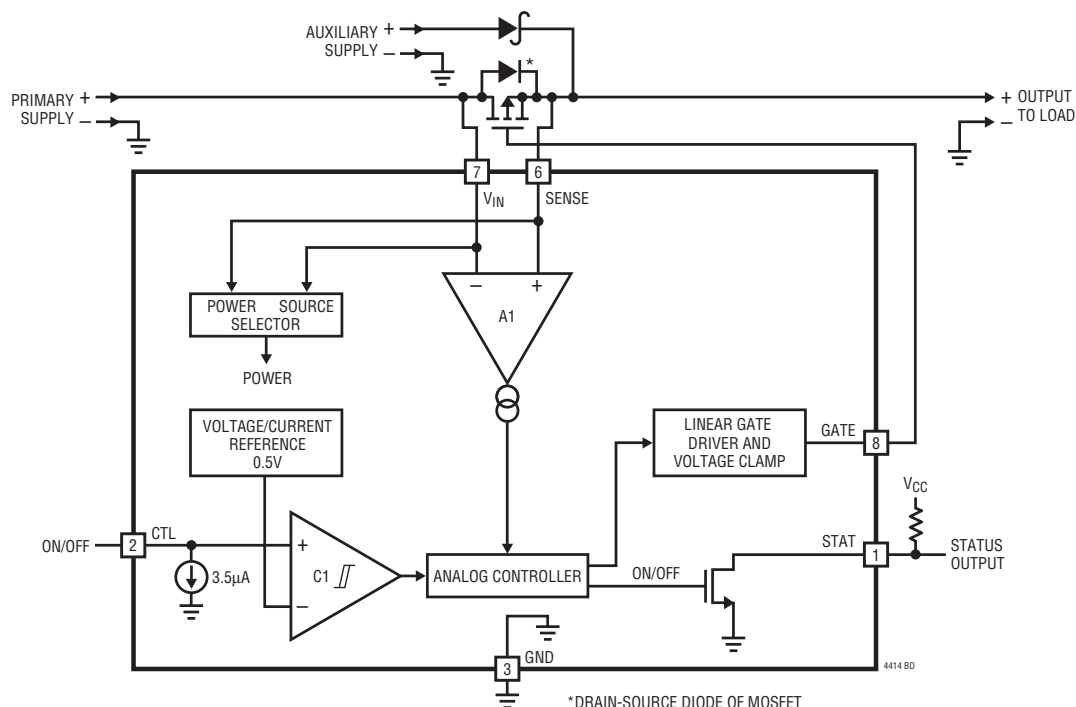 AUXILIARY +
SUPPLY –
*
PRIMARY +
SUPPLY –
+ OUTPUT
– TO LOAD
7
6
VIN
SENSE
– +
A1
POWER SOURCE
SELECTOR
POWER
VOLTAGE/CURRENT
REFERENCE
0.5V
LINEAR GATE
DRIVER AND
VOLTAGE CLAMP
GATE
8
VCC
ON/OFF
2
CTL
3.5µA
+
C1
–
ANALOG CONTROLLER
ON/OFF
STAT
1
STATUS
OUTPUT
3
GND
4414 BD
*DRAIN-SOURCE DIODE OF MOSFET